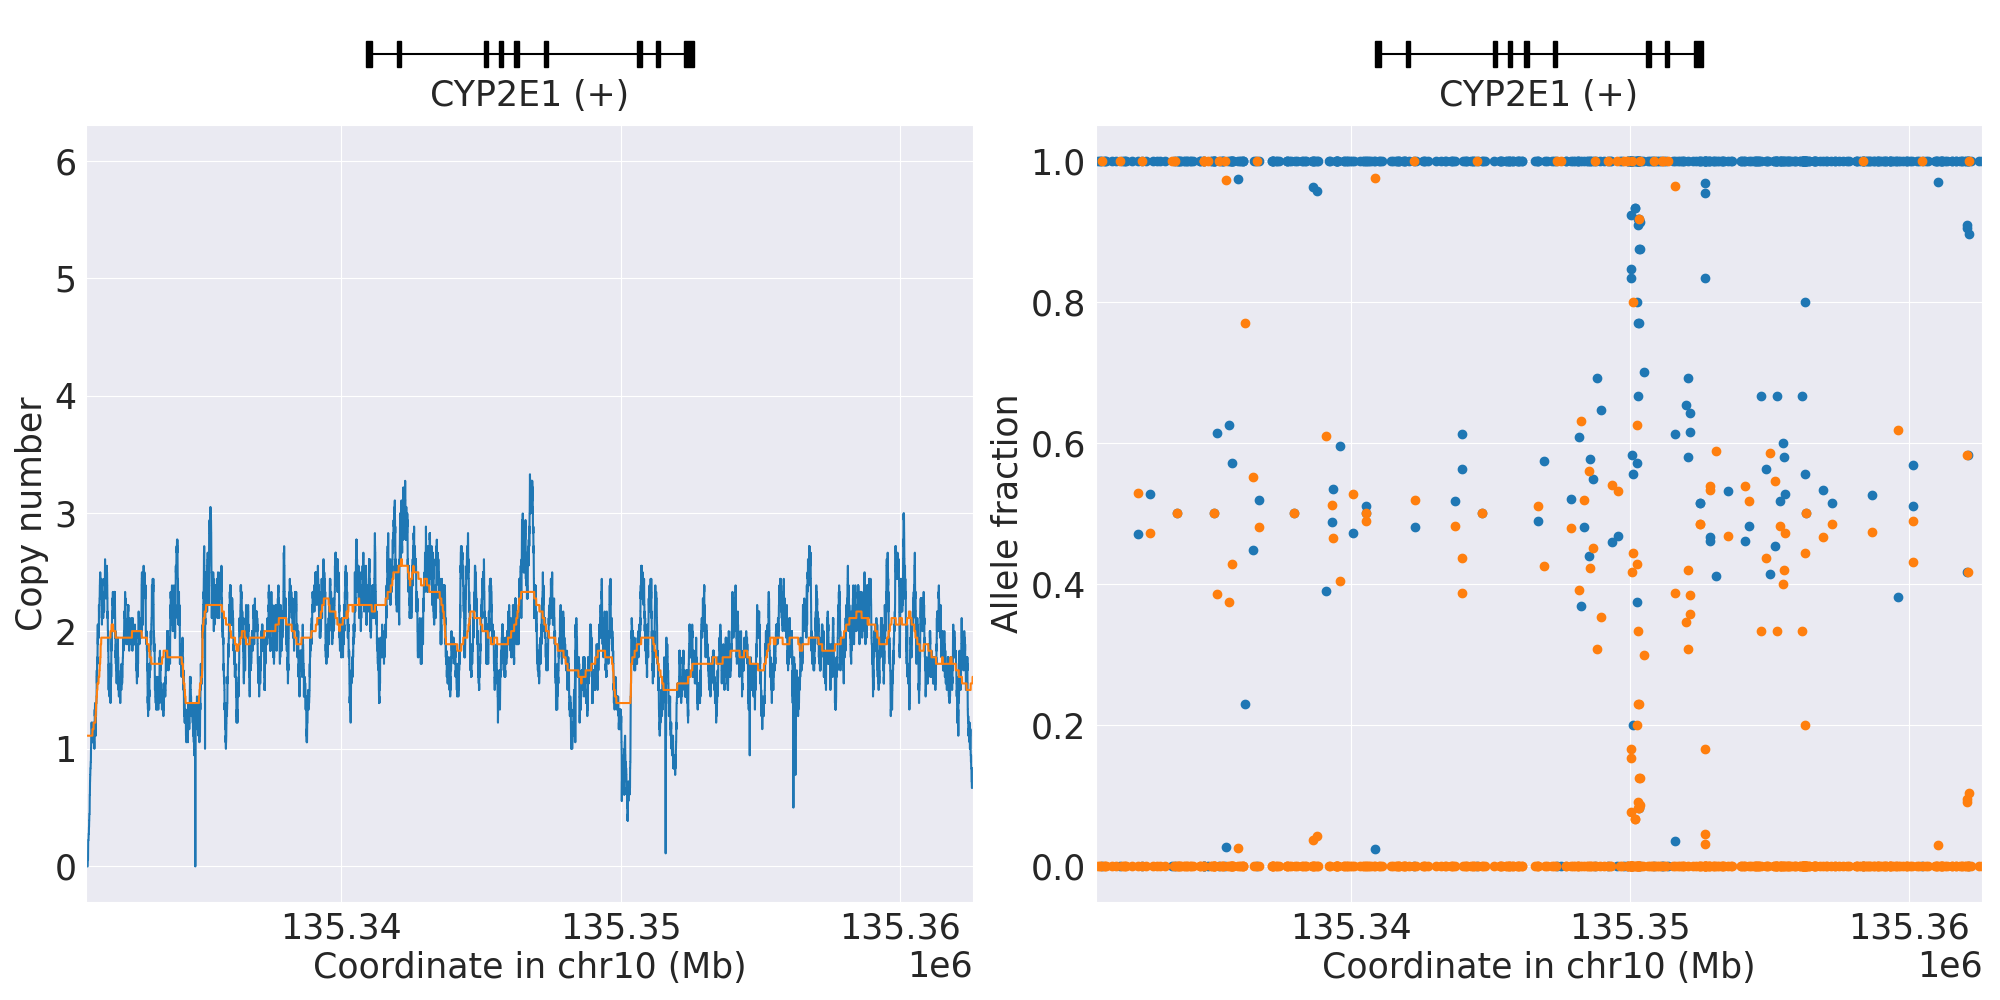 CYP2E1 (+)
6
5
4
3
2
1
0
Copy number
135.34 135.35 135.36
Coordinate in chr10 (Mb)
1e6
CYP2E1 (+)
1.0
0.8
0.6
0.4
0.2
0.0
Allele fraction
135.34 135.35 135.36
Coordinate in chr10 (Mb)
1e6